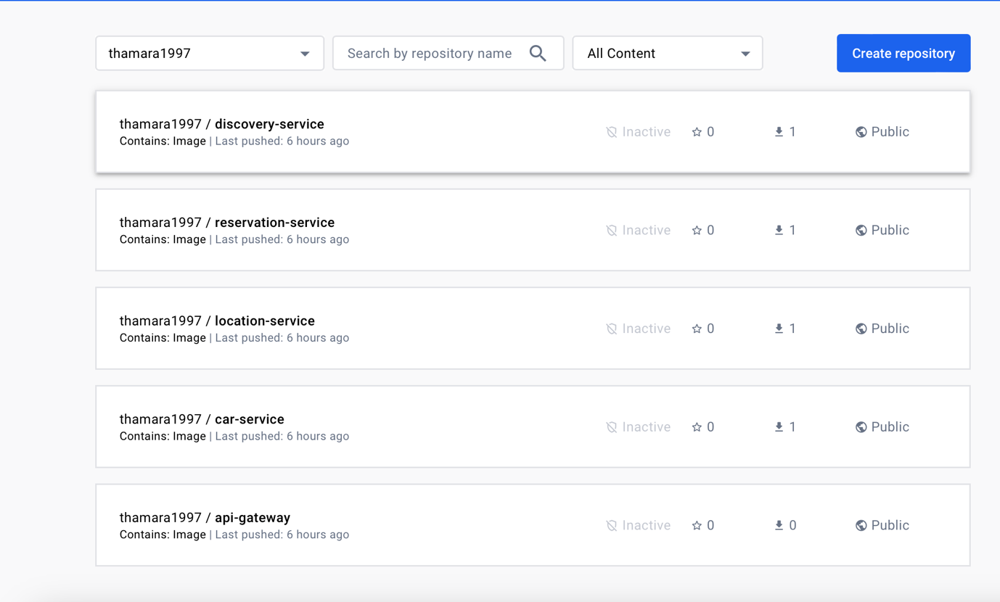 thamara1997
Search by repository name
All Content
Create repository
thamara1997 / discovery-service
Contains: Image | Last pushed: 6 hours ago
Inactive
0
1
Public
thamara1997 / reservation-service
Contains: Image | Last pushed: 6 hours ago
Inactive
0
1
Public
thamara1997 / location-service
Contains: Image | Last pushed: 6 hours ago
Inactive
0
1
Public
thamara1997 / car-service
Contains: Image | Last pushed: 6 hours ago
Inactive
0
1
Public
thamara1997 / api-gateway
Contains: Image | Last pushed: 6 hours ago
Inactive
0
0
Public